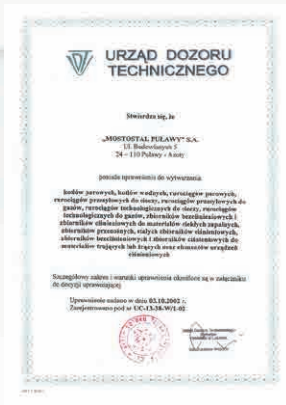 UDT
URZĄD DOZORU
TECHNICZNEGO
Stwierdza się, że
„MOSTOSTAL PUŁAWY” S.A.
Ul. Budowlanych 5
24 – 110 Puławy - Azoty
posiada uprawnienia do wytwarzania
kotłów parowych, kotłów wodnych, rurociągów parowych,
rurociągów przesyłowych do cieczy, rurociągów przesyłowych do
gazów, rurociągów technologicznych do cieczy, rurociągów
technologicznych do gazów, zbiorników bezciśnieniowych i
zbiorników ciśnieniowych do materiałów ciekłych zapalnych,
zbiorników przenośnych, stałych zbiorników ciśnieniowych,
zbiorników bezciśnieniowych i zbiorników ciśnieniowych do
materiałów trujących lub żrących oraz elementów urządzeń
ciśnieniowych
Szczegółowy zakres i warunki uprawnienia określone są w załączniku
do decyzji uprawniającej
Uprawnienie nadano w dniu 03.10.2002 r.
Zarejestrowano pod nr UC-13-38-W/1-02